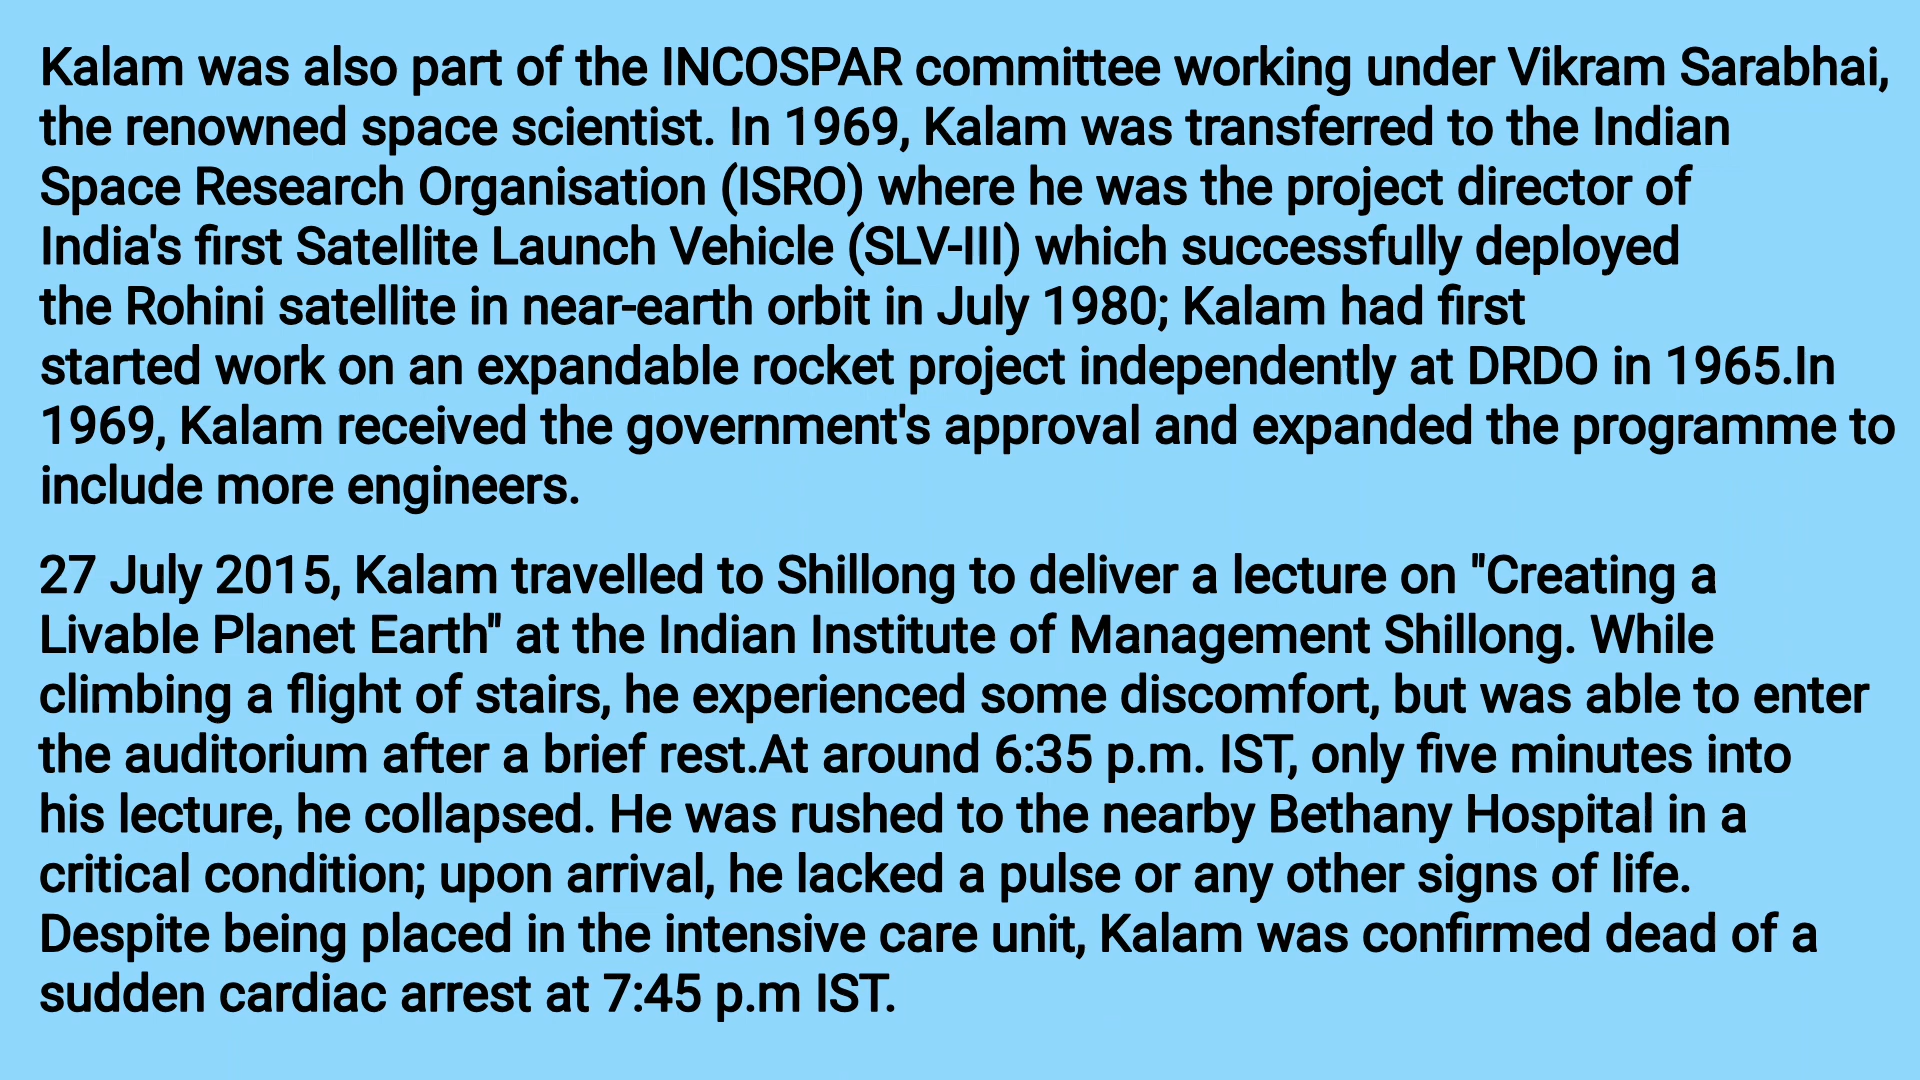 Kalam was also part of the INCOSPAR committee working under Vikram Sarabhai,
the renowned space scientist. In 1969, Kalam was transferred to the Indian
Space Research Organisation (ISRO) where he was the project director of
India's first Satellite Launch Vehicle (SLV-III) which successfully deployed
the Rohini satellite in near-earth orbit in July 1980; Kalam had first
started work on an expandable rocket project independently at DRDO in 1965.In
1969, Kalam received the government's approval and expanded the programme to
include more engineers.
27 July 2015, Kalam travelled to Shillong to deliver a lecture on "Creating a
Livable Planet Earth" at the Indian Institute of Management Shillong. While
climbing a flight of stairs, he experienced some discomfort, but was able to enter
the auditorium after a brief rest.At around 6:35 p.m. IST, only five minutes into
his lecture, he collapsed. He was rushed to the nearby Bethany Hospital in a
critical condition; upon arrival, he lacked a pulse or any other signs of life.
Despite being placed in the intensive care unit, Kalam was confirmed dead of a
sudden cardiac arrest at 7:45 p.m IST.